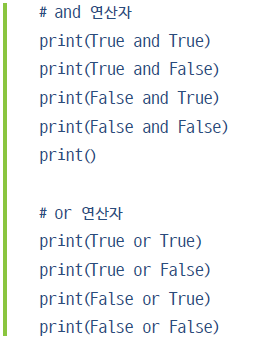 # and 연산자
print(True and True)
print(True and False)
print(False and True)
print(False and False)
print()

# or 연산자
print(True or True)
print(True or False)
print(False or True)
print(False or False)